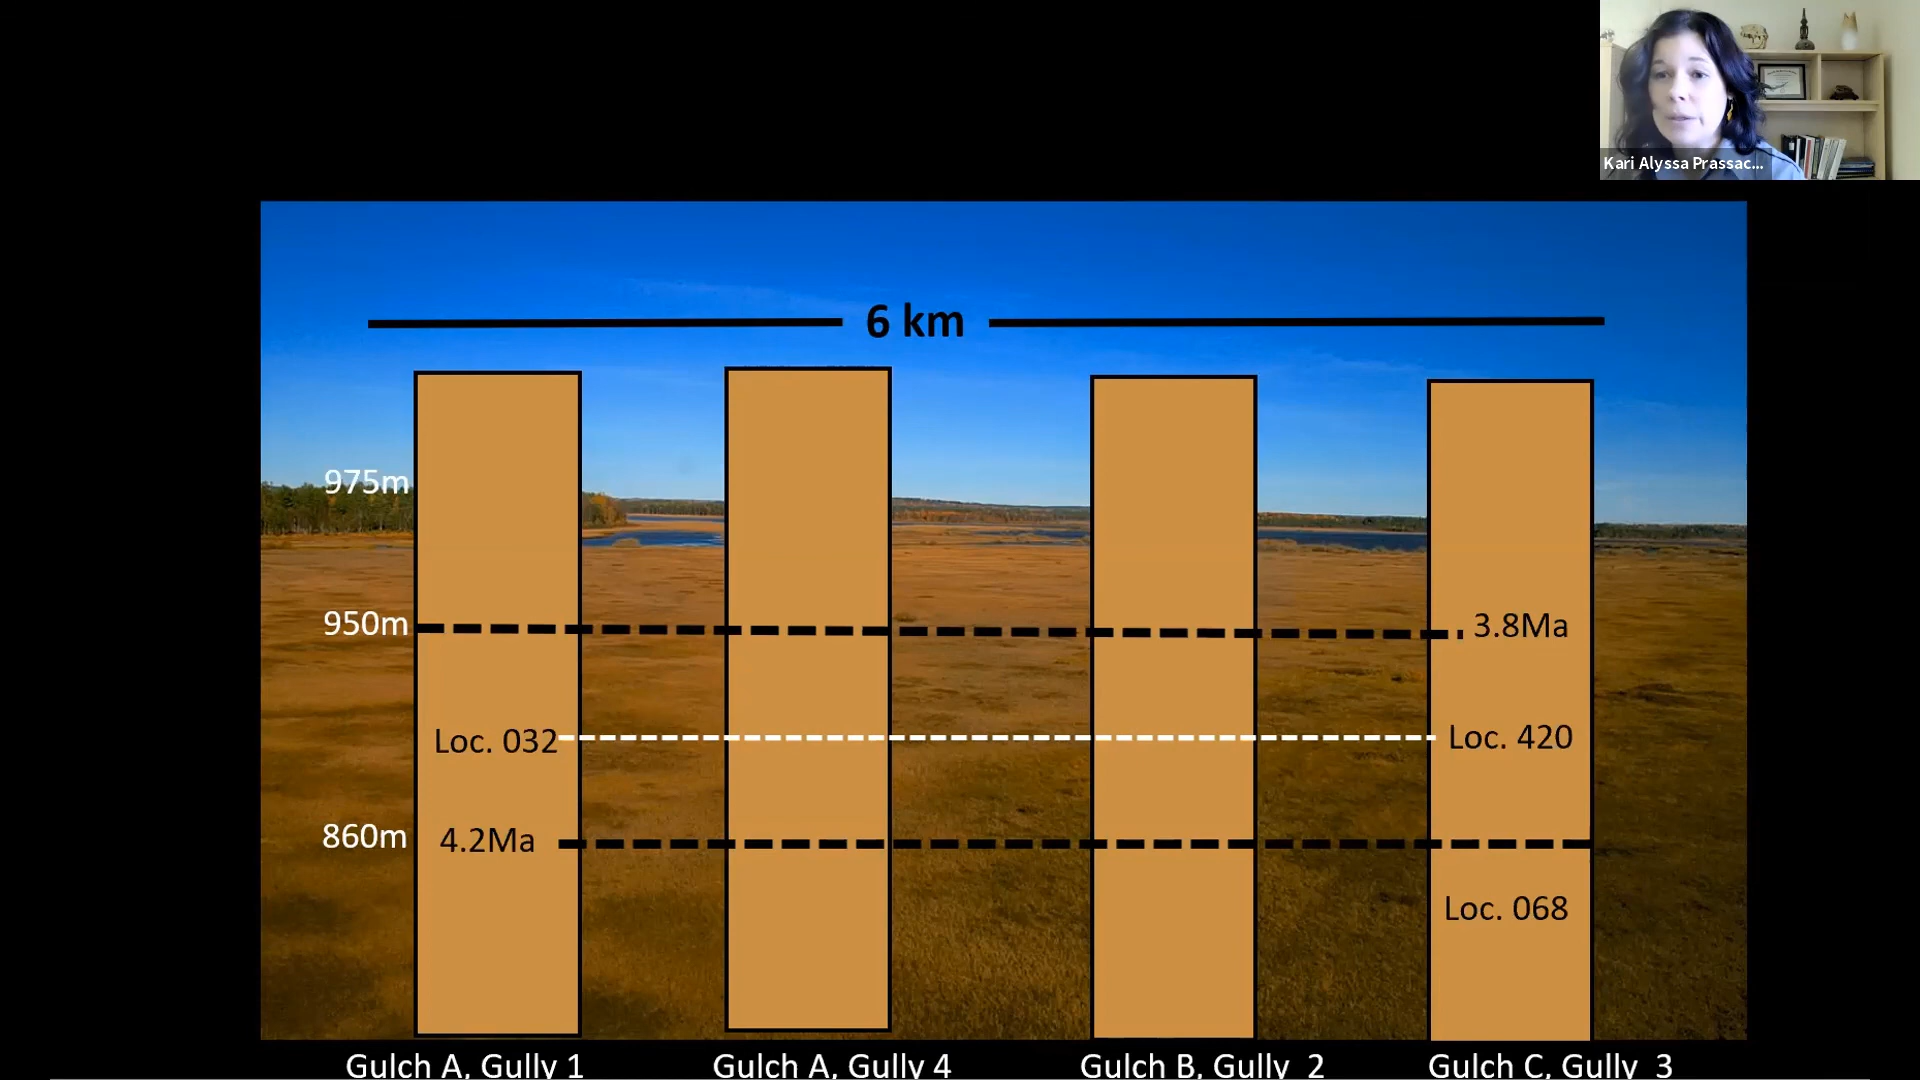 Kari Alyssa Prassac...
6 km
975m
950m
3.8Ma
Loc. 032
Loc. 420
860m
4.2Ma
Loc. 068
Gulch A, Gully 1
Gulch A, Gully 4
Gulch B, Gully  2
Gulch C, Gully  3